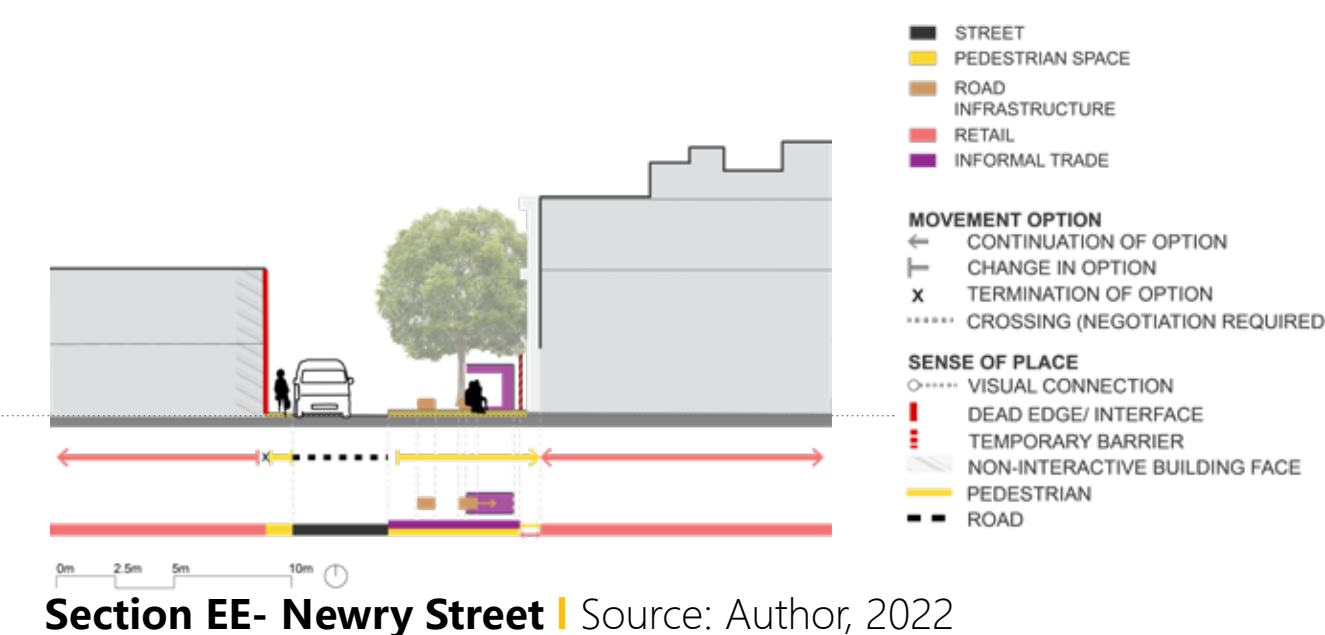 STREET
PEDESTRIAN SPACE
ROAD
INFRASTRUCTURE
RETAIL
INFORMAL TRADE
MOVEMENT OPTION
CONTINUATION OF OPTION
CHANGE IN OPTION
X TERMINATION OF OPTION
CROSSING (NEGOTIATION REQUIRED
SENSE OF PLACE
VISUAL CONNECTION
DEAD EDGE/ INTERFACE
TEMPORARY BARRIER
NON-INTERACTIVE BUILDING FACE
PEDESTRIAN
ROAD
X
0m 2.5m 5m 10m
Section EE- Newry Street | Source: Author, 2022